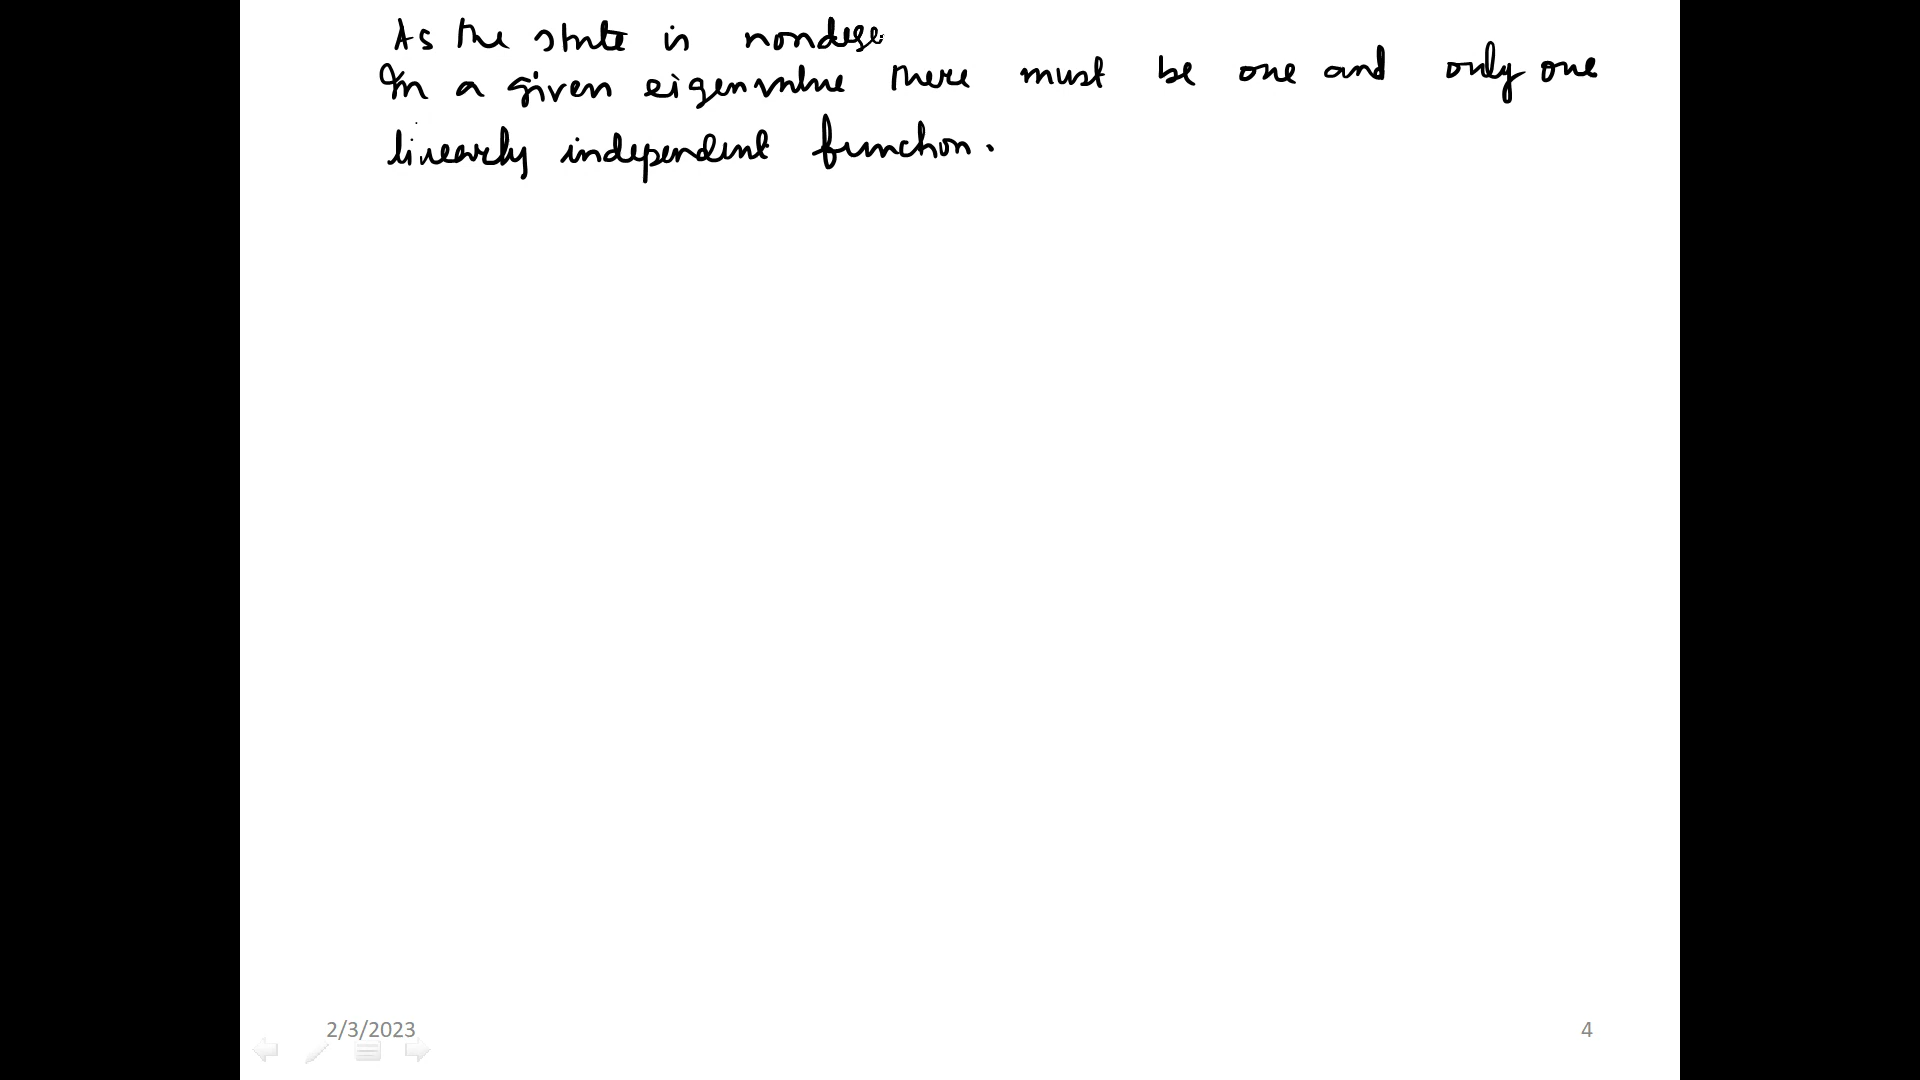 As the state is nondege
for a given eigenvalue there must be one and only one
linearly independent function.
2/3/2023
4